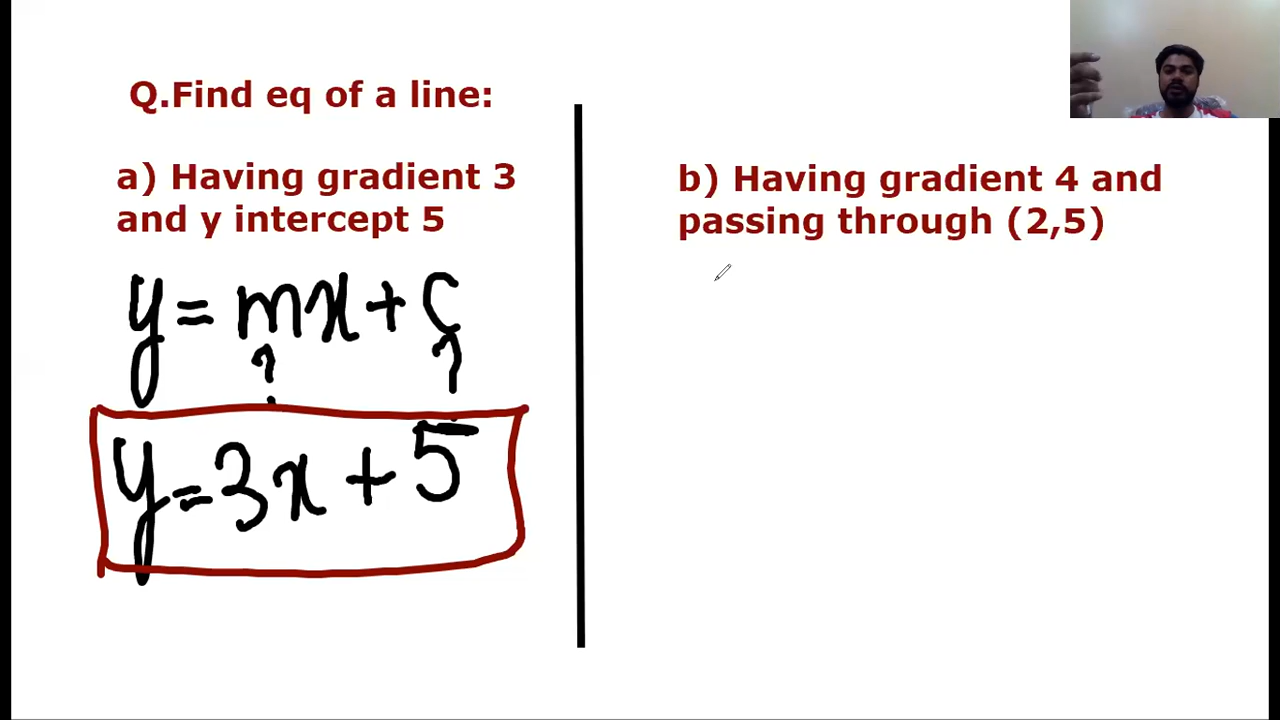 Q.Find eq of a line:
a) Having gradient 3
and y intercept 5
y = mx + c
? ?
y = 3x + 5
b) Having gradient 4 and
passing through (2,5)